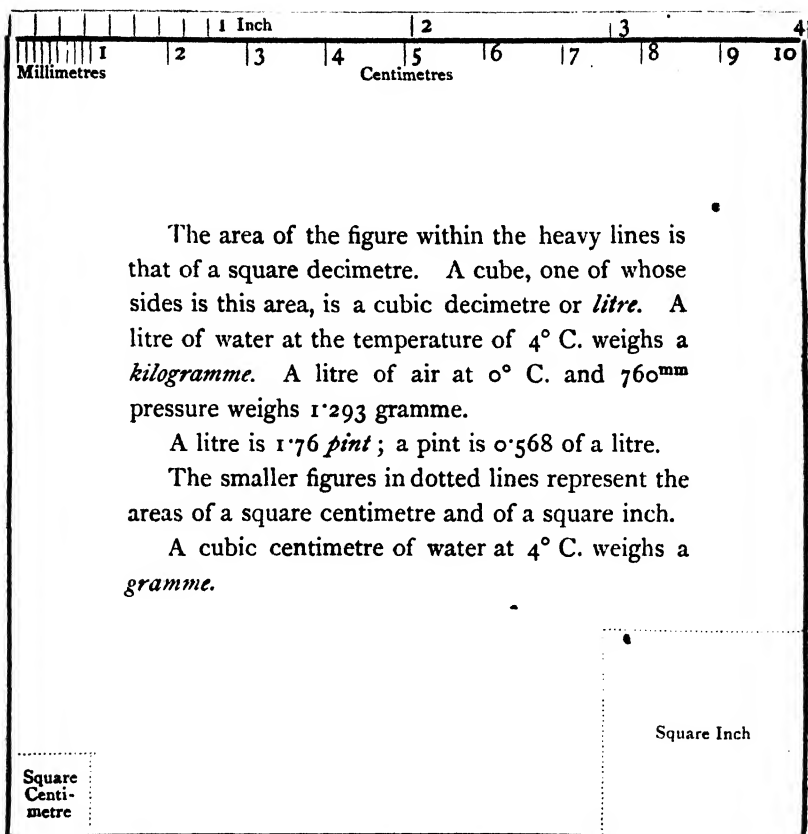 1 Inch 2 3 4
1 2 3 4 5 6 7 8 9 10
Millimetres Centimetres
The area of the figure within the heavy lines is
that of a square decimetre. A cube, one of whose
sides is this area, is a cubic decimetre or litre. A
litre of water at the temperature of 4° C. weighs a
kilogramme. A litre of air at 0° C. and 760mm
pressure weighs 1·293 gramme.
A litre is 1·76 pint; a pint is 0·568 of a litre.
The smaller figures in dotted lines represent the
areas of a square centimetre and of a square inch.
A cubic centimetre of water at 4° C. weighs a
gramme.
Square Inch
Square
Centi-
metre